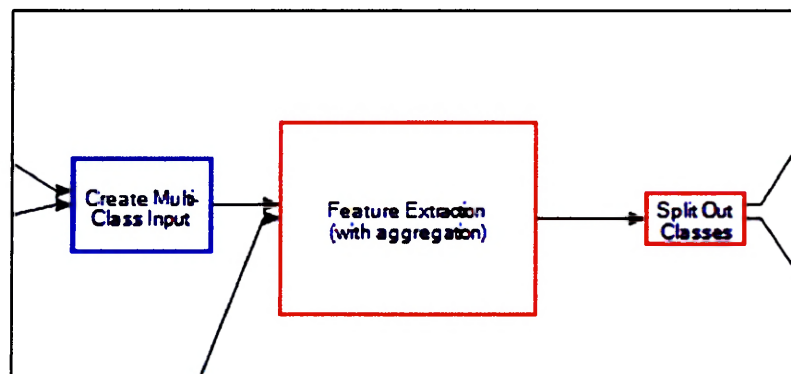 Create Multi-
Class Input
Feature Extraction
(with aggregation)
Split Out
Classes